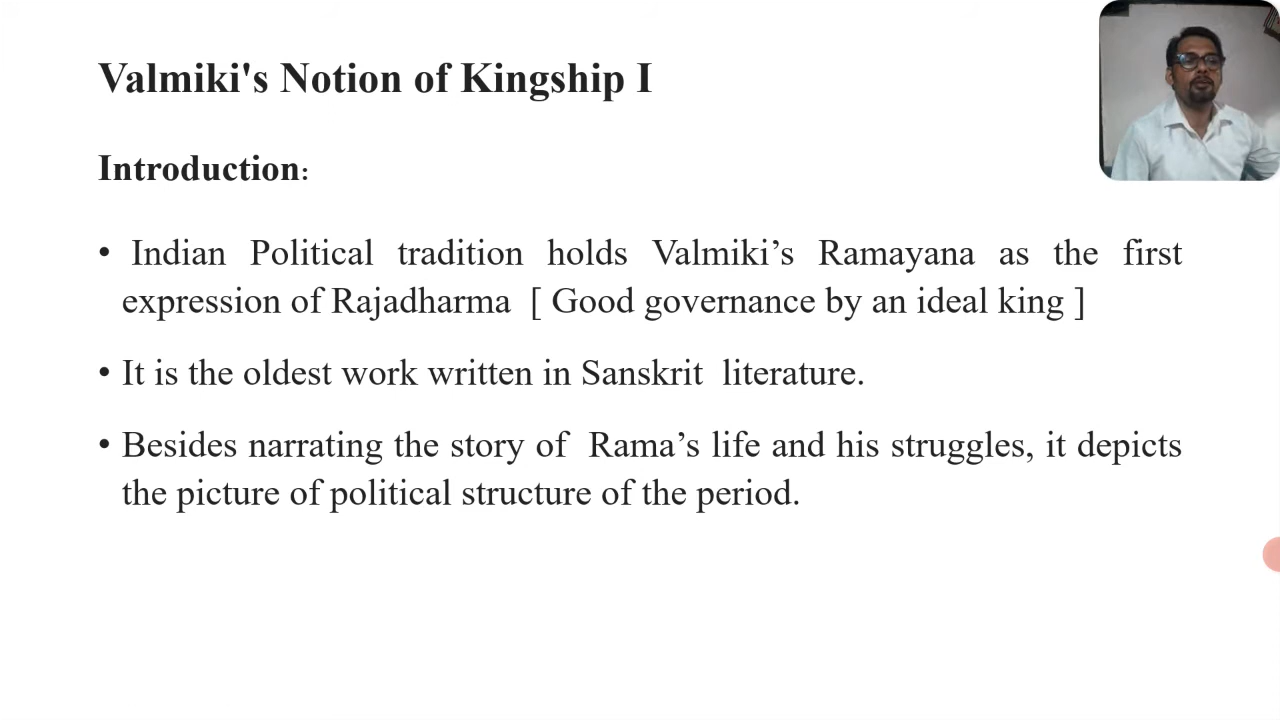 Valmiki's Notion of Kingship I
Introduction:
• Indian Political tradition holds Valmiki’s Ramayana as the first
expression of Rajadharma [ Good governance by an ideal king ]
• It is the oldest work written in Sanskrit literature.
• Besides narrating the story of Rama’s life and his struggles, it depicts
the picture of political structure of the period.